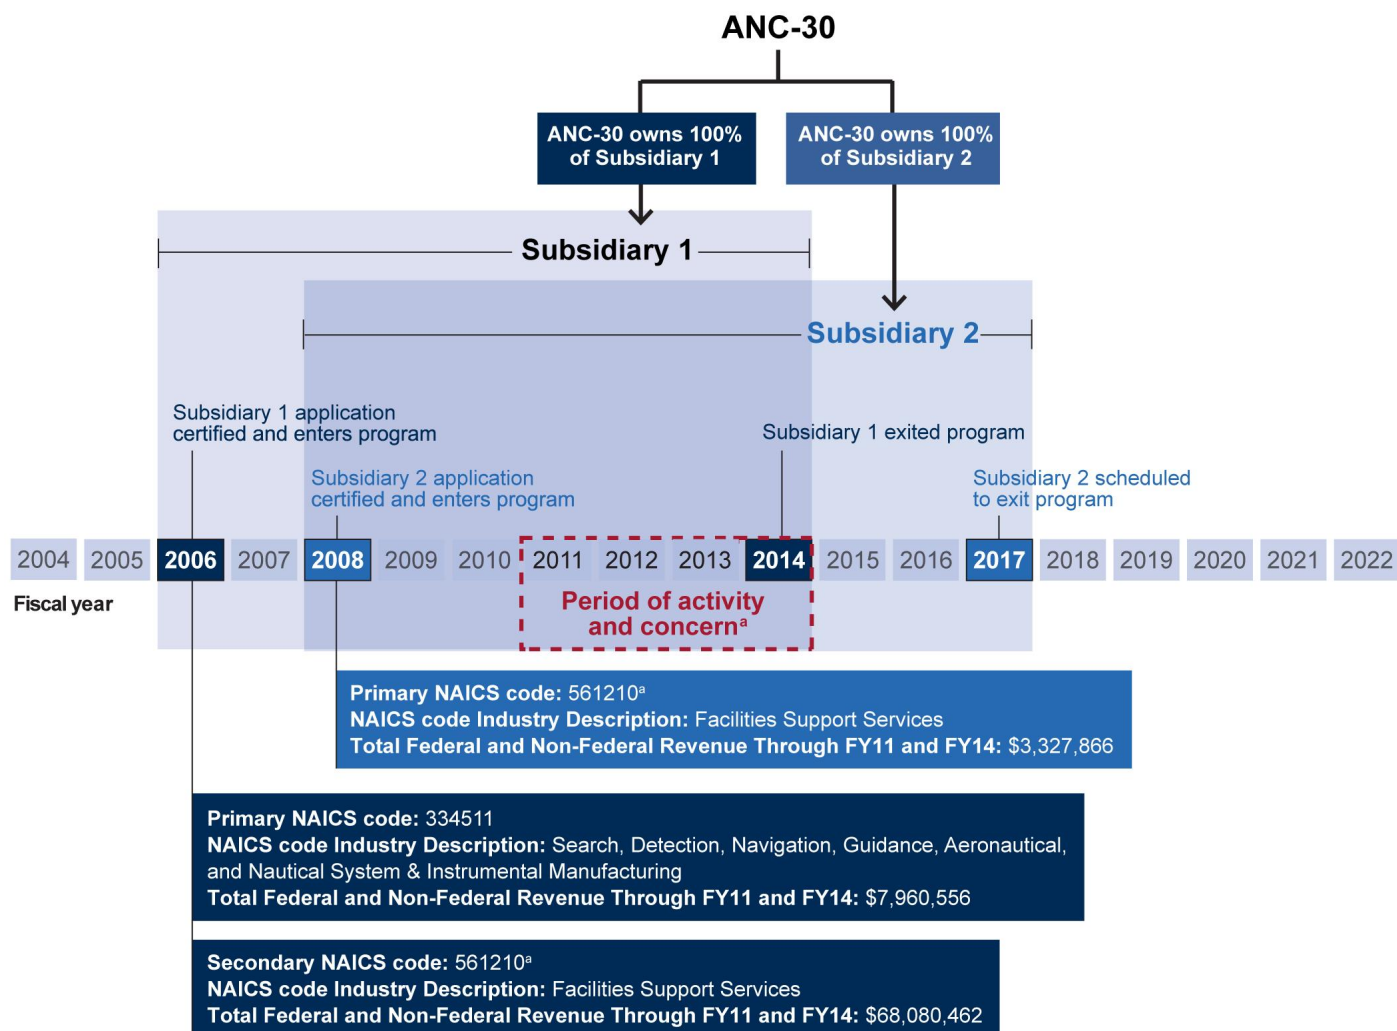 ANC-30
ANC-30 owns 100%
of Subsidiary 1
ANC-30 owns 100%
of Subsidiary 2
Subsidiary 1
Subsidiary 2
Subsidiary 1 application
certified and enters program
Subsidiary 1 exited program
Subsidiary 2 application
certified and enters program
Subsidiary 2 scheduled
to exit program
2004 2005 2006 2007 2008 2009 2010 2011 2012 2013 2014 2015 2016 2017 2018 2019 2020 2021 2022
Fiscal year
Period of activity
and concernª
Primary NAICS code: 561210ª
NAICS code Industry Description: Facilities Support Services
Total Federal and Non-Federal Revenue Through FY11 and FY14: $3,327,866
Primary NAICS code: 334511
NAICS code Industry Description: Search, Detection, Navigation, Guidance, Aeronautical,
and Nautical System & Instrumental Manufacturing
Total Federal and Non-Federal Revenue Through FY11 and FY14: $7,960,556
Secondary NAICS code: 561210ª
NAICS code Industry Description: Facilities Support Services
Total Federal and Non-Federal Revenue Through FY11 and FY14: $68,080,462